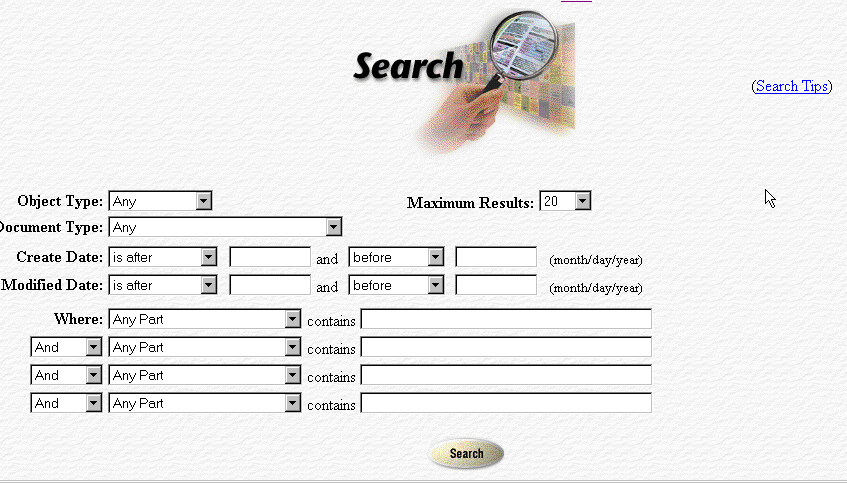 Search
(Search Tips)
Object Type: Any Maximum Results: 20
Document Type: Any
Create Date: is after and before (month/day/year)
Modified Date: is after and before (month/day/year)
Where: Any Part contains
And Any Part contains
And Any Part contains
And Any Part contains
Search